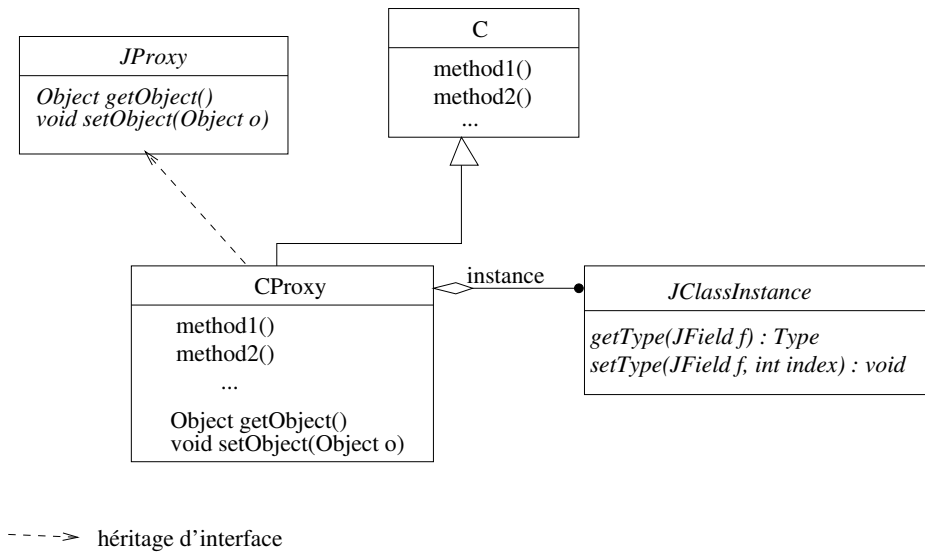 C
method1()
method2()
...
JProxy
Object getObject()
void setObject(Object o)
CProxy
method1()
method2()
...
Object getObject()
void setObject(Object o)
instance
JClassInstance
getType(JField f) : Type
setType(JField f, int index) : void
héritage d'interface